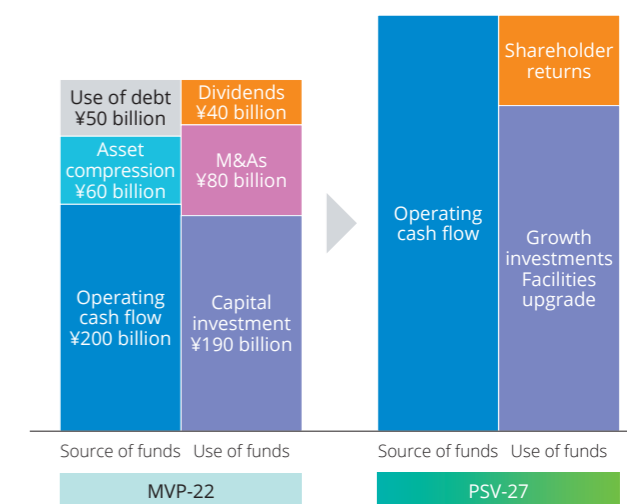 Use of debt
¥50 billion
Asset
compression
¥60 billion
Operating
cash flow
¥200 billion
Dividends
¥40 billion
M&As
¥80 billion
Capital
investment
¥190 billion
Operating
cash flow
Shareholder
returns
Growth
investments
Facilities
upgrade
Source of funds Use of funds
Source of funds Use of funds
MVP-22
PSV-27